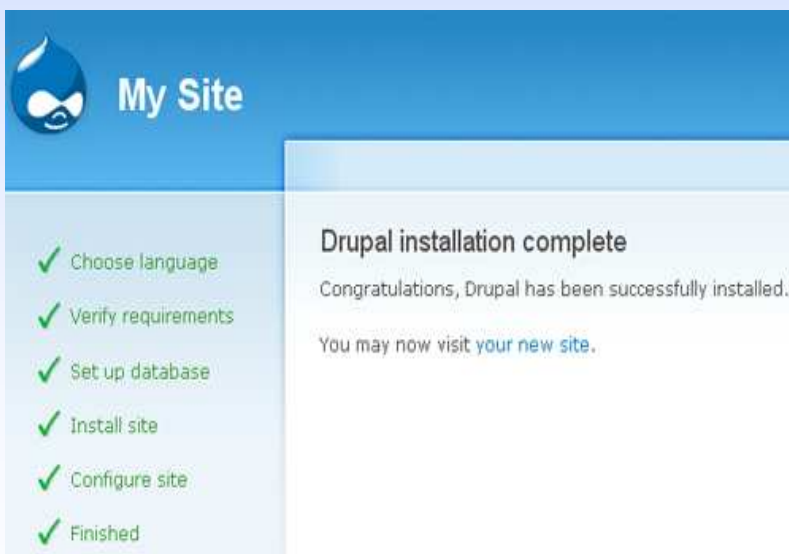 My Site
Choose language
Verify requirements
Set up database
Install site
Configure site
Finished
Drupal installation complete
Congratulations, Drupal has been successfully installed.
You may now visit your new site.